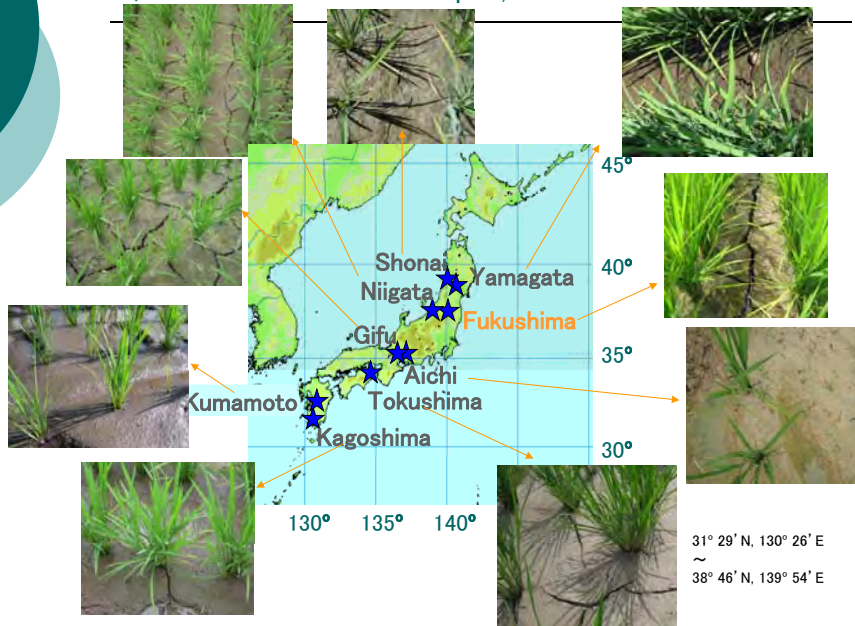 45°
Shonai
40°
Yamagata
Niigata
Fukushima
Gifu
35°
Aichi
Kumamoto
Tokushima
Kagoshima
30°
130°
135°
140°
31° 29’ N, 130° 26’ E
～
38° 46’ N, 139° 54’ E